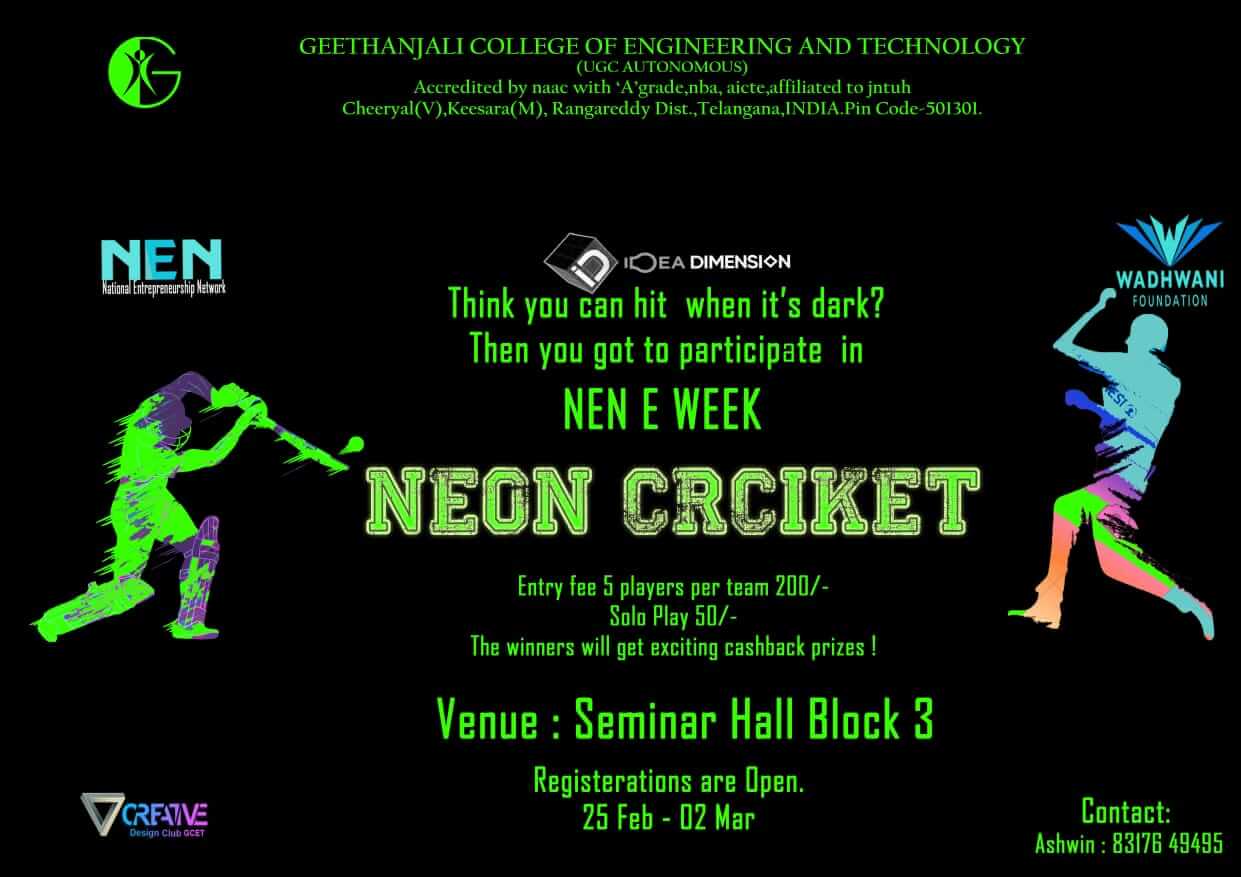 GEETHANJALI COLLEGE OF ENGINEERING AND TECHNOLOGY
(UGC AUTONOMOUS)
Accredited by naac with ‘A’grade,nba, aicte,affiliated to jntuh
Cheeryal(V),Keesara(M), Rangareddy Dist.,Telangana,INDIA.Pin Code-501301.
NEN
National Entrepreneurship Network
IDEA DIMENSION
WADHWANI
FOUNDATION
Think you can hit when it’s dark?
Then you got to participate in
NEN E WEEK
NEON CRCIKET
Entry fee 5 players per team 200/-
Solo Play 50/-
The winners will get exciting cashback prizes !
Venue : Seminar Hall Block 3
Registerations are Open.
25 Feb - 02 Mar
CREATIVE
Design Club GCET
Contact:
Ashwin : 83176 49495